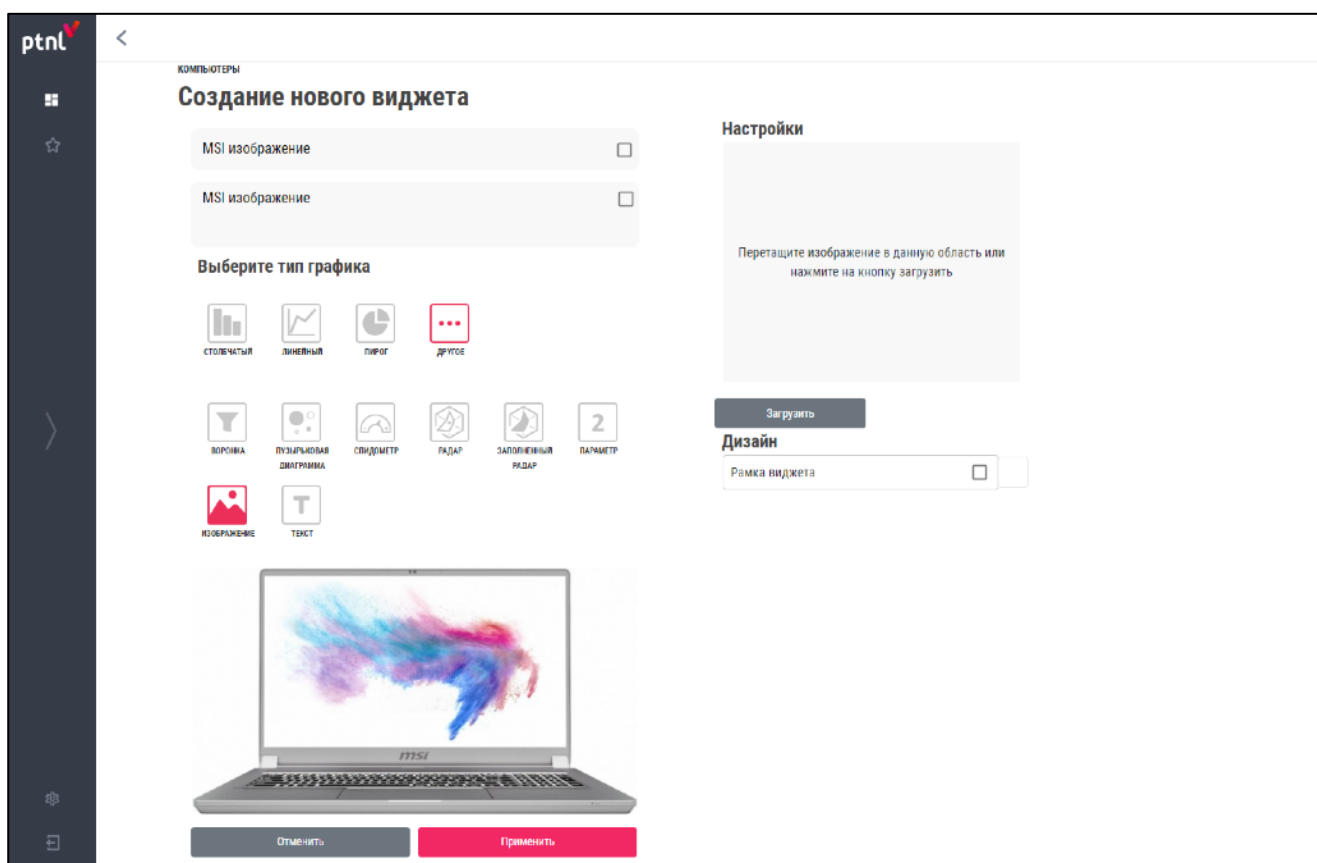 ptnl
КОМПЬЮТЕРЫ
Создание нового виджета
MSI изображение
MSI изображение
Выберите тип графика
СТОЛБЧАТЫЙ
ЛИНЕЙНЫЙ
ПИРОГ
ДРУГОЕ
ВОРОНКА
ПУЗЫРЬКОВАЯ
ДИАГРАММА
СПИДОМЕТР
РАДАР
ЗАПОЛНЕННЫЙ
РАДАР
2
ПАРАМЕТР
ИЗОБРАЖЕНИЕ
T
ТЕКСТ
msi
Отменить
Применить
Настройки
Перетащите изображение в данную область или
нажмите на кнопку загрузить
Загрузить
Дизайн
Рамка виджета